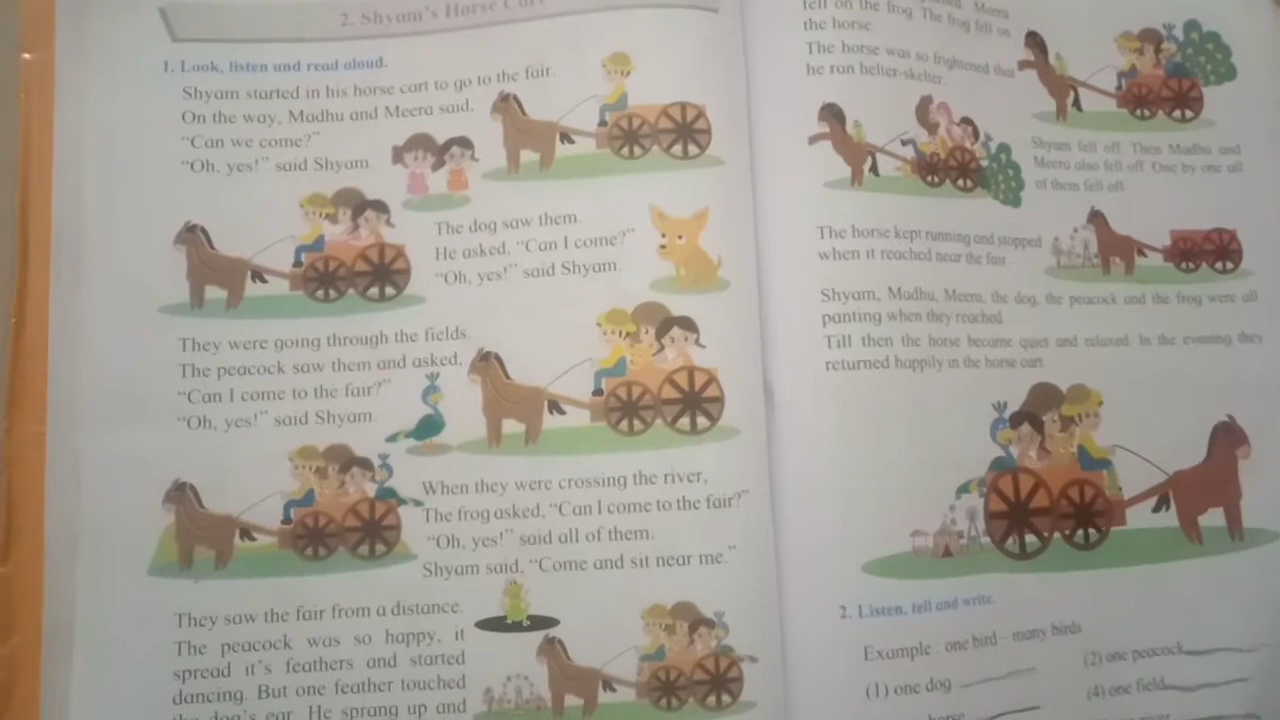 2. Shyam's Horse Cart
1. Look, listen and read aloud.
Shyam started in his horse cart to go to the fair.
On the way, Madhu and Meera said.
“Can we come?”
“Oh, yes!” said Shyam.
The dog saw them.
He asked, “Can I come?”
“Oh, yes!” said Shyam.
They were going through the fields.
The peacock saw them and asked,
“Can I come to the fair?”
“Oh, yes!” said Shyam.
When they were crossing the river,
The frog asked, “Can I come to the fair?”
“Oh, yes!” said all of them.
Shyam said, “Come and sit near me.”
They saw the fair from a distance.
The peacock was so happy, it
spread it's feathers and started
dancing. But one feather touched
the dog's ear. He sprang up and
Meera
fell on the frog. The frog fell on
the horse.
The horse was so frightened that
he ran helter-skelter.
Shyam fell off. Then Madhu and
Meera also fell off. One by one all
of them fell off.
The horse kept running and stopped
when it reached near the fair.
Shyam, Madhu, Meera, the dog, the peacock and the frog were all
panting when they reached.
Till then the horse became quiet and relaxed. In the evening they
returned happily in the horse cart.
2. Listen, tell and write.
Example : one bird – many birds
(1) one dog
(2) one peacock
horse
(4) one field
river